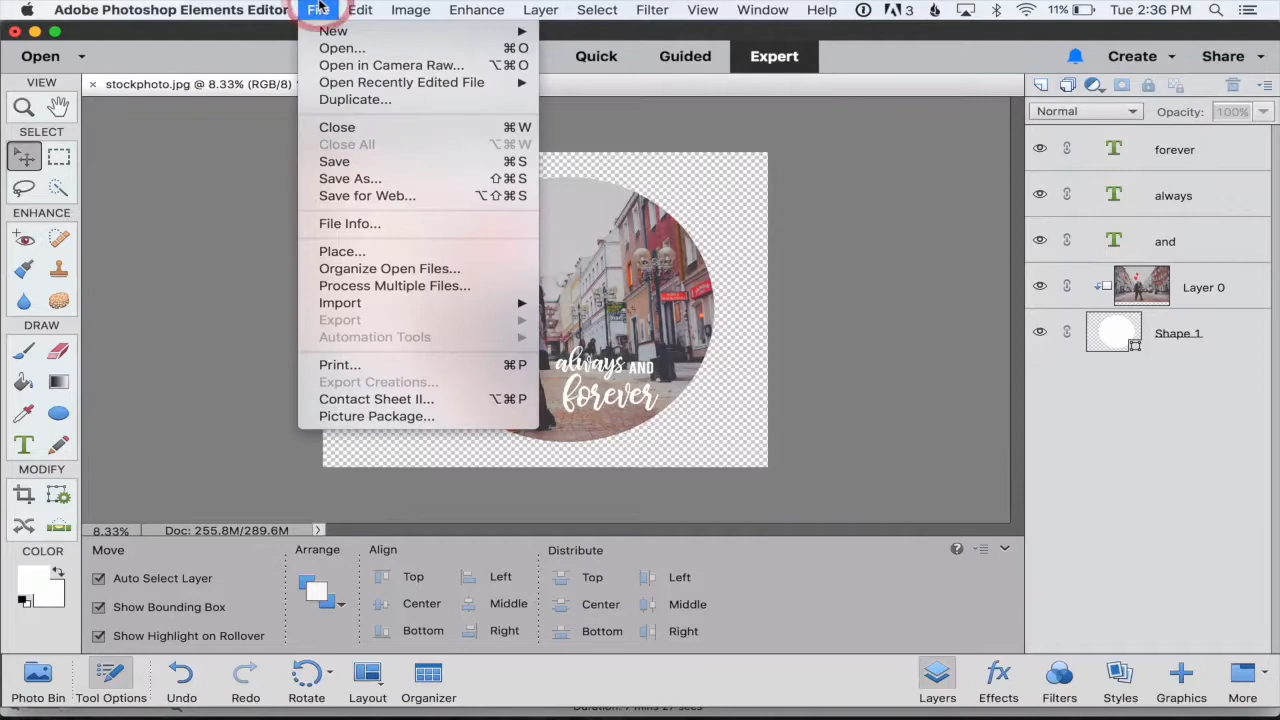 Adobe Photoshop Elements Editor File Edit Image Enhance Layer Select Filter View Window Help 3 11% Tue 2:36 PM
Open Quick Guided Expert Create Share
VIEW
stockphoto.jpg @ 8.33% (RGB/8)
SELECT
ENHANCE
DRAW
MODIFY
COLOR
New
Open... ⌘O
Open in Camera Raw... ⌥⌘O
Open Recently Edited File
Duplicate...
Close ⌘W
Close All ⌥⌘W
Save ⌘S
Save As... ⇧⌘S
Save for Web... ⌥⇧⌘S
File Info...
Place...
Organize Open Files...
Process Multiple Files...
Import
Export
Automation Tools
Print... ⌘P
Export Creations...
Contact Sheet II... ⌥⌘P
Picture Package...
always AND
forever
Normal Opacity: 100%
forever
always
and
Layer 0
Shape 1
8.33% Doc: 255.8M/289.6M
Move Arrange Align Distribute
Auto Select Layer Top Left Top Left
Show Bounding Box Center Middle Center Middle
Show Highlight on Rollover Bottom Right Bottom Right
Photo Bin Tool Options Undo Redo Rotate Layout Organizer Layers Effects Filters Styles Graphics More
Duration: 7 mins 27 secs